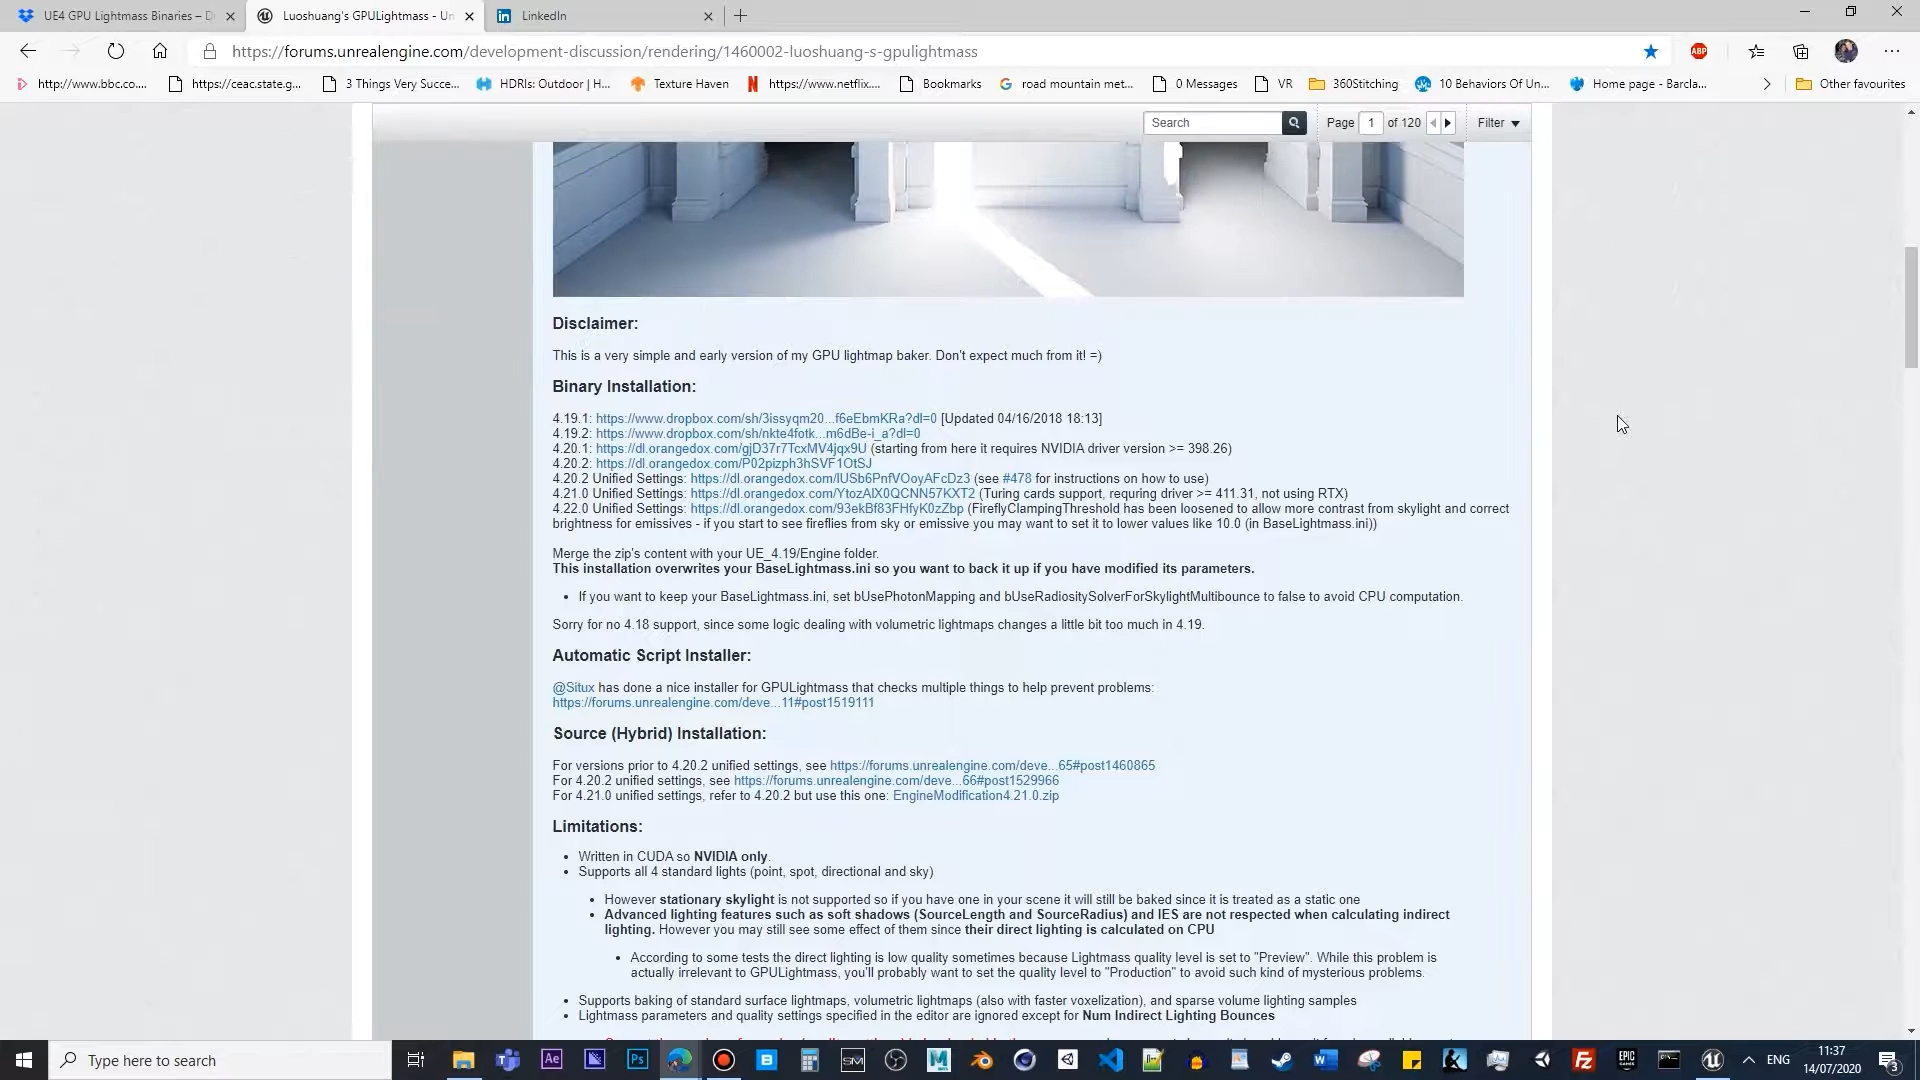 UE4 GPU Lightmass Binaries – D
Luoshuang's GPULightmass - Un
LinkedIn
https://forums.unrealengine.com/development-discussion/rendering/1460002-luoshuang-s-gpulightmass
ABP
http://www.bbc.co....
https://ceac.state.g...
3 Things Very Succe...
HDRIs: Outdoor | H...
Texture Haven
https://www.netflix....
Bookmarks
road mountain met...
0 Messages
VR
360Stitching
10 Behaviors Of Un...
Home page - Barcla...
Other favourites
Search
Page 1 of 120
Filter
Disclaimer:
This is a very simple and early version of my GPU lightmap baker. Don't expect much from it! =)
Binary Installation:
4.19.1: https://www.dropbox.com/sh/3issyqm20...f6eEbmKRa?dl=0 [Updated 04/16/2018 18:13]
4.19.2: https://www.dropbox.com/sh/nkte4fotk...m6dBe-i_a?dl=0
4.20.1: https://dl.orangedox.com/gjD37r7TcxMV4jqx9U (starting from here it requires NVIDIA driver version >= 398.26)
4.20.2: https://dl.orangedox.com/P02pizph3hSVF1OtSJ
4.20.2 Unified Settings: https://dl.orangedox.com/IUSb6PnfVOoyAFcDz3 (see #478 for instructions on how to use)
4.21.0 Unified Settings: https://dl.orangedox.com/YtozAlX0QCNN57KXT2 (Turing cards support, requring driver >= 411.31, not using RTX)
4.22.0 Unified Settings: https://dl.orangedox.com/93ekBf83FHfyK0zZbp (FireflyClampingThreshold has been loosened to allow more contrast from skylight and correct
brightness for emissives - if you start to see fireflies from sky or emissive you may want to set it to lower values like 10.0 (in BaseLightmass.ini))
Merge the zip's content with your UE_4.19/Engine folder.
This installation overwrites your BaseLightmass.ini so you want to back it up if you have modified its parameters.
If you want to keep your BaseLightmass.ini, set bUsePhotonMapping and bUseRadiositySolverForSkylightMultibounce to false to avoid CPU computation.
Sorry for no 4.18 support, since some logic dealing with volumetric lightmaps changes a little bit too much in 4.19.
Automatic Script Installer:
@Situx has done a nice installer for GPULightmass that checks multiple things to help prevent problems:
https://forums.unrealengine.com/deve...11#post1519111
Source (Hybrid) Installation:
For versions prior to 4.20.2 unified settings, see https://forums.unrealengine.com/deve...65#post1460865
For 4.20.2 unified settings, see https://forums.unrealengine.com/deve...66#post1529966
For 4.21.0 unified settings, refer to 4.20.2 but use this one: EngineModification4.21.0.zip
Limitations:
Written in CUDA so NVIDIA only.
Supports all 4 standard lights (point, spot, directional and sky)
However stationary skylight is not supported so if you have one in your scene it will still be baked since it is treated as a static one
Advanced lighting features such as soft shadows (SourceLength and SourceRadius) and IES are not respected when calculating indirect
lighting. However you may still see some effect of them since their direct lighting is calculated on CPU
According to some tests the direct lighting is low quality sometimes because Lightmass quality level is set to "Preview". While this problem is
actually irrelevant to GPULightmass, you'll probably want to set the quality level to "Production" to avoid such kind of mysterious problems.
Supports baking of standard surface lightmaps, volumetric lightmaps (also with faster voxelization), and sparse volume lighting samples
Lightmass parameters and quality settings specified in the editor are ignored except for Num Indirect Lighting Bounces
Type here to search
ENG
11:37
14/07/2020
3